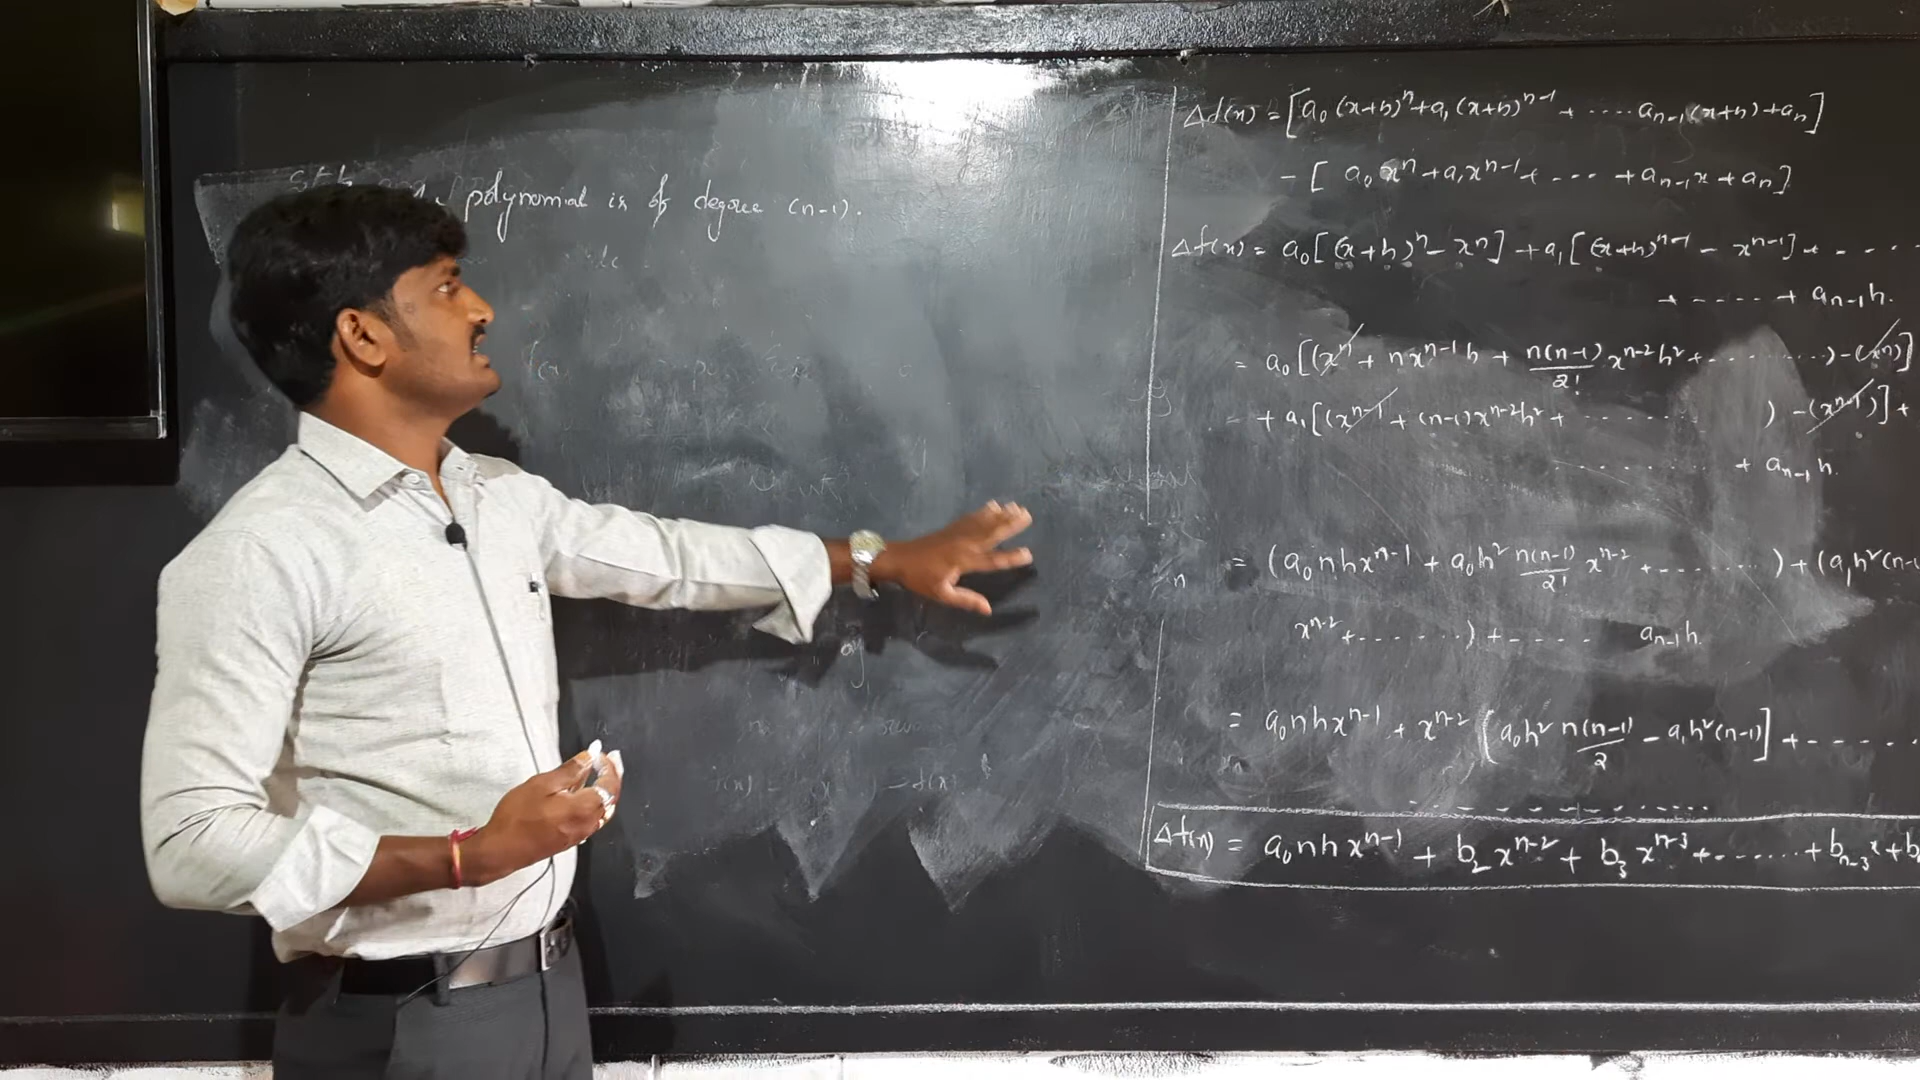 polynomial is of degree (n-1).
Δf(x) = [a₀(x+h)ⁿ+a₁(x+h)ⁿ⁻¹ + ....aₙ₋₁(x+h)+aₙ]
- [ a₀xⁿ+a₁xⁿ⁻¹+ ... +aₙ₋₁x+aₙ]
Δf(x) = a₀[(x+h)ⁿ- xⁿ] +a₁[(x+h)ⁿ⁻¹ - xⁿ⁻¹]+ - ...
+ ---- + aₙ₋₁h.
= a₀[(xⁿ + nxⁿ⁻¹h + n(n-1)/2! xⁿ⁻²h²+.........)-(xⁿ)]
= + a₁[(xⁿ⁻¹ + (n-1)xⁿ⁻²h²+ ........ ) -(xⁿ⁻¹)] +
......... + aₙ₋₁h.
n = (a₀nhxⁿ⁻¹ + a₀h² n(n-1)/2! xⁿ⁻² +.......) + (a₁h²(n-
xⁿ⁻²+......) +---- aₙ₋₁h.
= a₀nhxⁿ⁻¹ + xⁿ⁻² [a₀h² n(n-1)/2 - a₁h²(n-1)] +-....
Δf(x) = a₀nhxⁿ⁻¹ + b₂xⁿ⁻² + b₃xⁿ⁻³+......+bₙ₋₃x+b